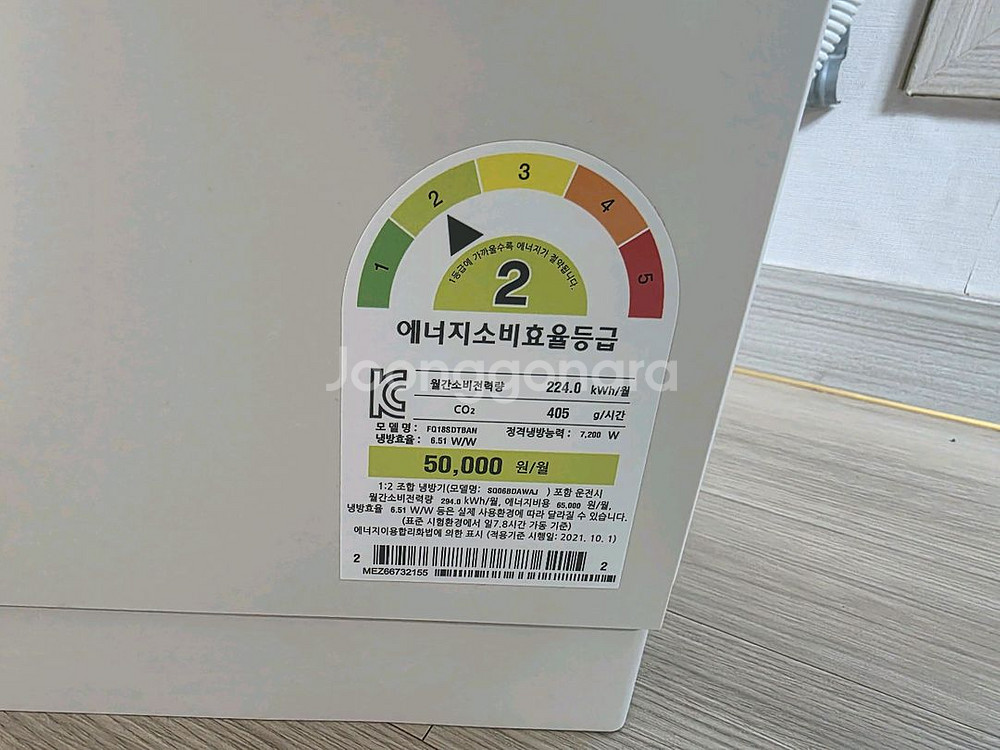 1 2 3 4 5
1등급에 가까울수록 에너지가 절약됩니다.
2
에너지소비효율등급
Joonggonara
월간소비전력량 224.0 kWh/월
CO₂ 405 g/시간
모 델 명 : FQ18SDTBAN 정격냉방능력 : 7,200 W
냉방효율 : 6.51 W/W
50,000 원/월
1:2 조합 냉방기(모델명: SQ06BDAWAJ ) 포함 운전시
월간소비전력량 294.0 kWh/월, 에너지비용 65,000 원/월,
냉방효율 6.51 W/W 등은 실제 사용환경에 따라 달라질 수 있습니다.
(표준 시험환경에서 일7.8시간 가동 기준)
에너지이용합리화법에 의한 표시 (적용기준 시행일: 2021. 10. 1)
2 2
MEZ66732155